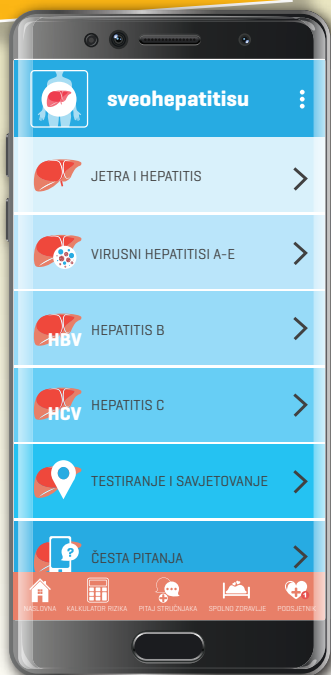 sveohepatitisu
JETRA I HEPATITIS
VIRUSNI HEPATITISI A-E
HBV
HEPATITIS B
HCV
HEPATITIS C
TESTIRANJE I SAVJETOVANJE
?
ČESTA PITANJA
NASLOVNA KALKULATOR RIZIKA PITAJ STRUČNJAKA SPOLNO ZDRAVLJE PODSJETNIK